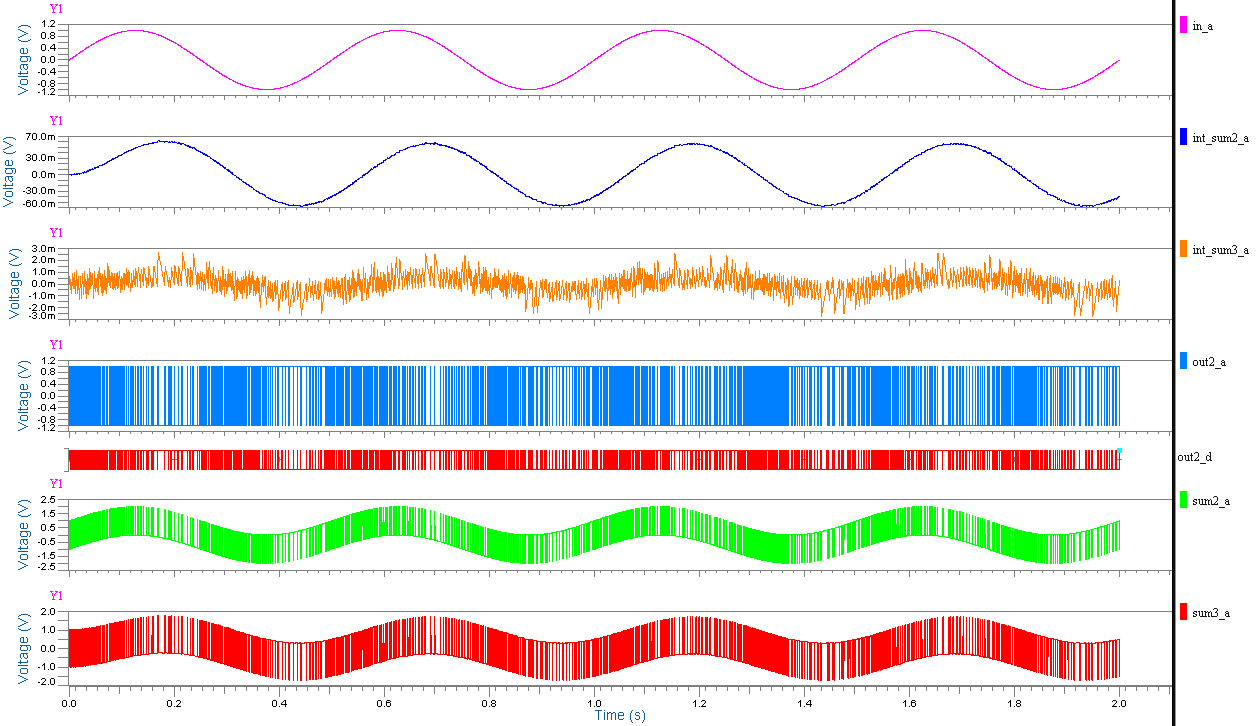 Y1
Voltage (V)
1.2
0.8
0.4
0.0
-0.4
-0.8
-1.2
in_a
Y1
Voltage (V)
70.0m
30.0m
0.0m
-30.0m
-60.0m
int_sum2_a
Y1
Voltage (V)
3.0m
2.0m
1.0m
0.0m
-1.0m
-2.0m
-3.0m
int_sum3_a
Y1
Voltage (V)
1.2
0.8
0.4
0.0
-0.4
-0.8
-1.2
out2_a
out2_d
Y1
Voltage (V)
2.5
1.5
0.5
-0.5
-1.5
-2.5
sum2_a
Y1
Voltage (V)
2.0
1.0
0.0
-1.0
-2.0
sum3_a
0.0 0.2 0.4 0.6 0.8 1.0 1.2 1.4 1.6 1.8 2.0
Time (s)